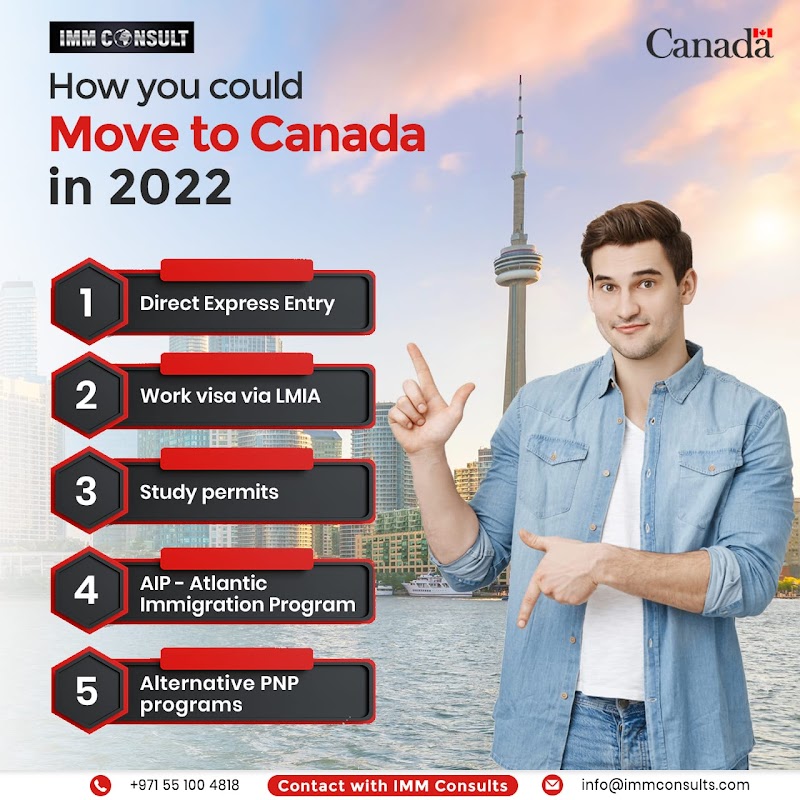 IMM CONSULT
Canada
How you could
Move to Canada
in 2022
1
Direct Express Entry
2
Work visa via LMIA
3
Study permits
4
AIP - Atlantic
Immigration Program
5
Alternative PNP
programs
+971 55 100 4818
Contact with IMM Consults
info@immconsults.com